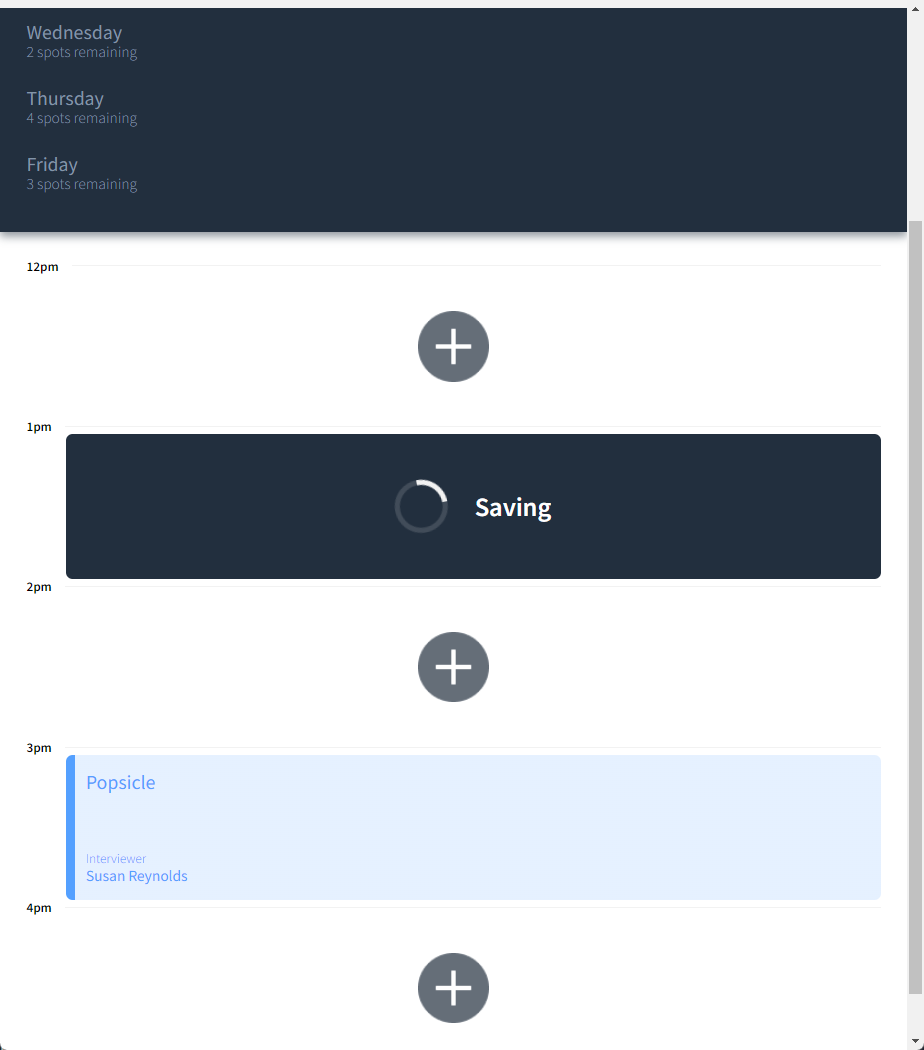 Wednesday
2 spots remaining
Thursday
4 spots remaining
Friday
3 spots remaining
12pm
1pm
Saving
2pm
3pm
Popsicle
Interviewer
Susan Reynolds
4pm